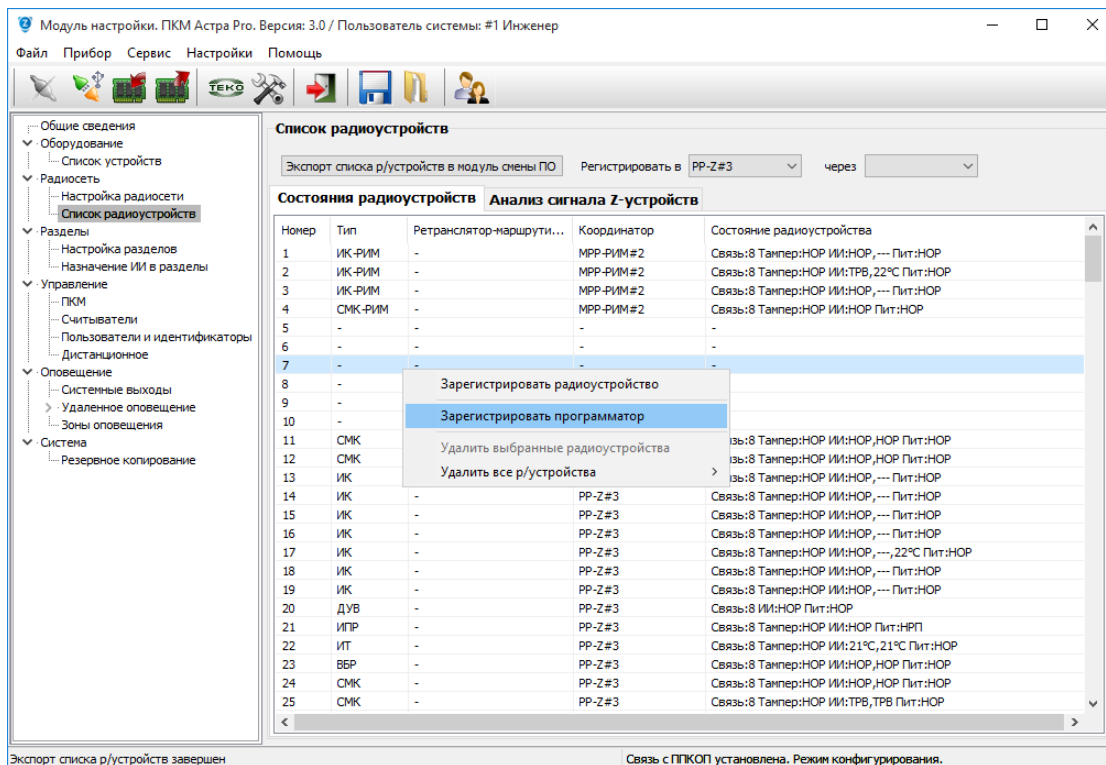 Модуль настройки. ПКМ Астра Pro. Версия: 3.0 / Пользователь системы: #1 Инженер
Файл Прибор Сервис Настройки Помощь
ТЕКО
Общие сведения
Оборудование
Список устройств
Радиосеть
Настройка радиосети
Список радиоустройств
Разделы
Настройка разделов
Назначение ИИ в разделы
Управление
ПКМ
Считыватели
Пользователи и идентификаторы
Дистанционное
Оповещение
Системные выходы
Удаленное оповещение
Зоны оповещения
Система
Резервное копирование
Список радиоустройств
Экспорт списка р/устройств в модуль смены ПО Регистрировать в PP-Z#3 через
Состояния радиоустройств Анализ сигнала Z-устройств
Номер Тип Ретранслятор-маршрути... Координатор Состояние радиоустройства
1 ИК-РИМ - МРР-РИМ#2 Связь:8 Тампер:НОР ИИ:НОР,--- Пит:НОР
2 ИК-РИМ - МРР-РИМ#2 Связь:8 Тампер:НОР ИИ:ТРВ,22ºС Пит:НОР
3 ИК-РИМ - МРР-РИМ#2 Связь:8 Тампер:НОР ИИ:НОР,--- Пит:НОР
4 СМК-РИМ - МРР-РИМ#2 Связь:8 Тампер:НОР ИИ:НОР Пит:НОР
5 - - - -
6 - - - -
7 - - - -
8 -
9 -
10 -
11 СМК язь:8 Тампер:НОР ИИ:НОР,НОР Пит:НОР
12 СМК язь:8 Тампер:НОР ИИ:НОР,НОР Пит:НОР
13 ИК язь:8 Тампер:НОР ИИ:НОР,--- Пит:НОР
14 ИК - PP-Z#3 Связь:8 Тампер:НОР ИИ:НОР,--- Пит:НОР
15 ИК - PP-Z#3 Связь:8 Тампер:НОР ИИ:НОР,--- Пит:НОР
16 ИК - PP-Z#3 Связь:8 Тампер:НОР ИИ:НОР,--- Пит:НОР
17 ИК - PP-Z#3 Связь:8 Тампер:НОР ИИ:НОР,---,22ºС Пит:НОР
18 ИК - PP-Z#3 Связь:8 Тампер:НОР ИИ:НОР,--- Пит:НОР
19 ИК - PP-Z#3 Связь:8 Тампер:НОР ИИ:НОР,--- Пит:НОР
20 ДУВ - PP-Z#3 Связь:8 ИИ:НОР Пит:НОР
21 ИПР - PP-Z#3 Связь:8 Тампер:НОР ИИ:НОР Пит:НРП
22 ИТ - PP-Z#3 Связь:8 Тампер:НОР ИИ:21ºС,21ºС Пит:НОР
23 ВБР - PP-Z#3 Связь:8 Тампер:НОР ИИ:НОР,НОР Пит:НОР
24 СМК - PP-Z#3 Связь:8 Тампер:НОР ИИ:НОР,НОР Пит:НОР
25 СМК - PP-Z#3 Связь:8 Тампер:НОР ИИ:ТРВ,ТРВ Пит:НОР
Зарегистрировать радиоустройство
Зарегистрировать программатор
Удалить выбранные радиоустройства
Удалить все р/устройства
Экспорт списка р/устройств завершен Связь с ППКОП установлена. Режим конфигурирования.